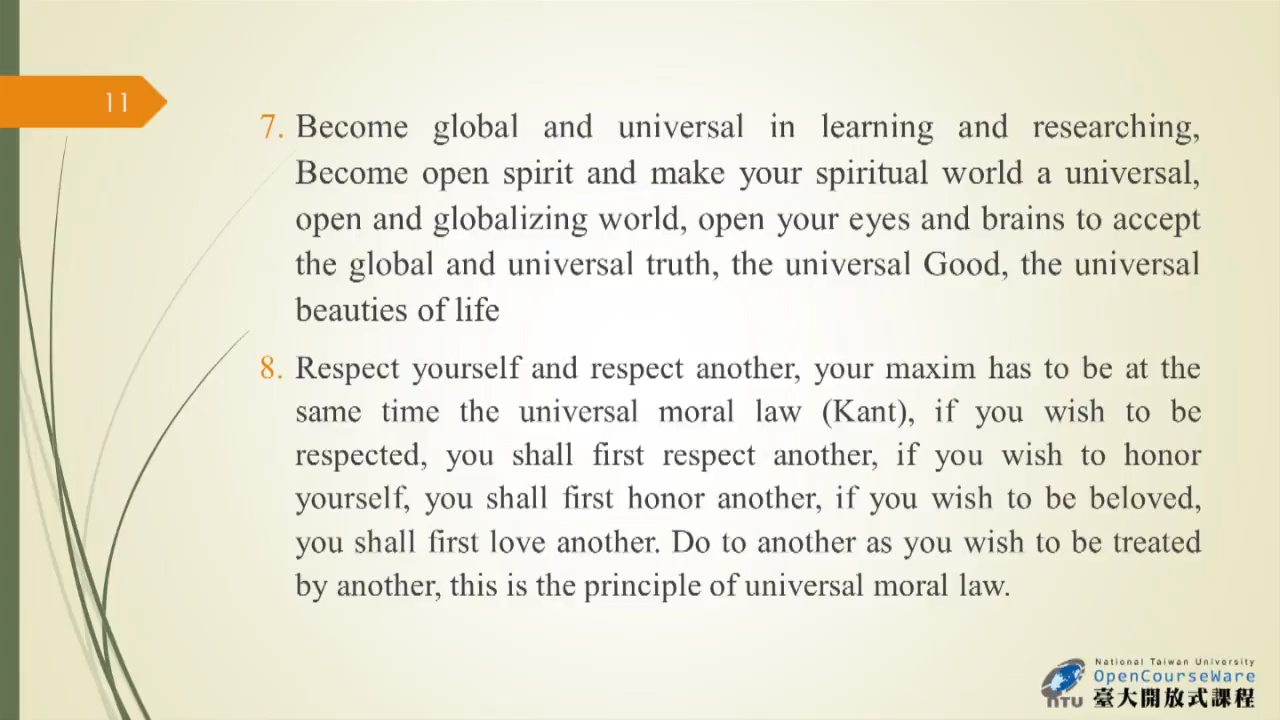 11
7. Become global and universal in learning and researching,
Become open spirit and make your spiritual world a universal,
open and globalizing world, open your eyes and brains to accept
the global and universal truth, the universal Good, the universal
beauties of life
8. Respect yourself and respect another, your maxim has to be at the
same time the universal moral law (Kant), if you wish to be
respected, you shall first respect another, if you wish to honor
yourself, you shall first honor another, if you wish to be beloved,
you shall first love another. Do to another as you wish to be treated
by another, this is the principle of universal moral law.
National Taiwan University
OpenCourseWare
NTU 臺大開放式課程